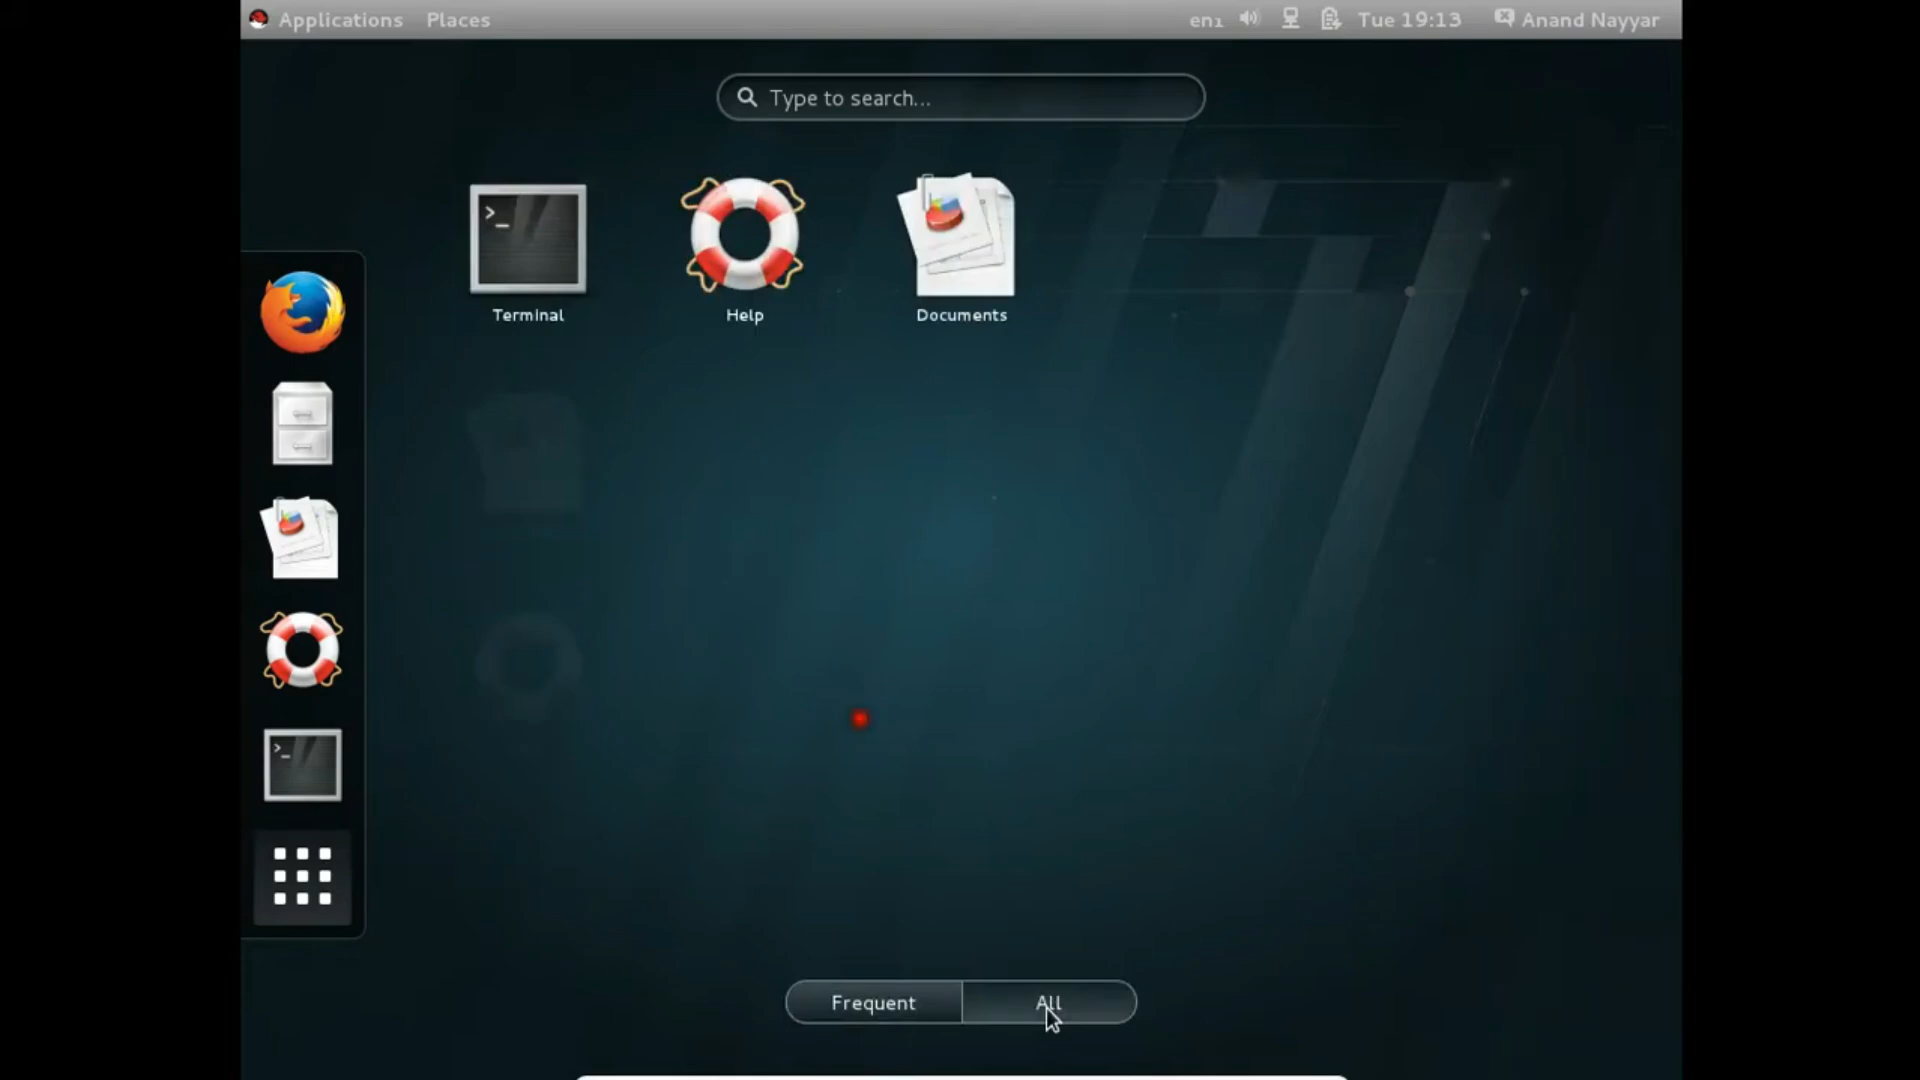 Applications Places en₁ Tue 19:13 Anand Nayyar
Type to search...
>_
Terminal Help Documents
>_
Frequent All